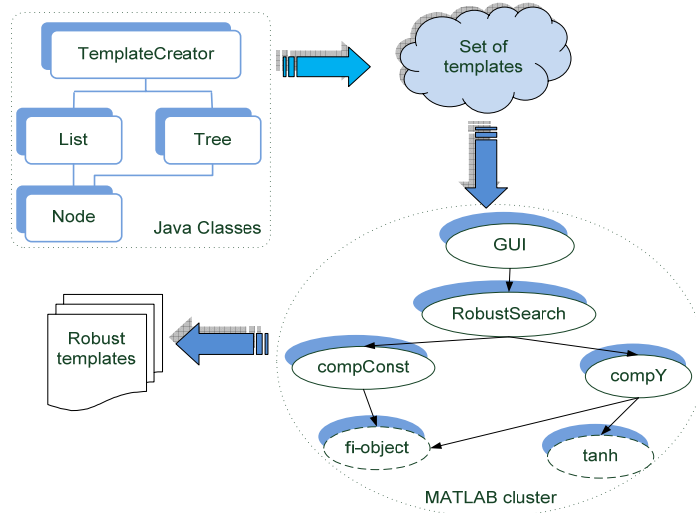 TemplateCreator
List
Tree
Node
Java Classes
Set of
templates
GUI
RobustSearch
compConst
compY
fi-object
tanh
MATLAB cluster
Robust
templates